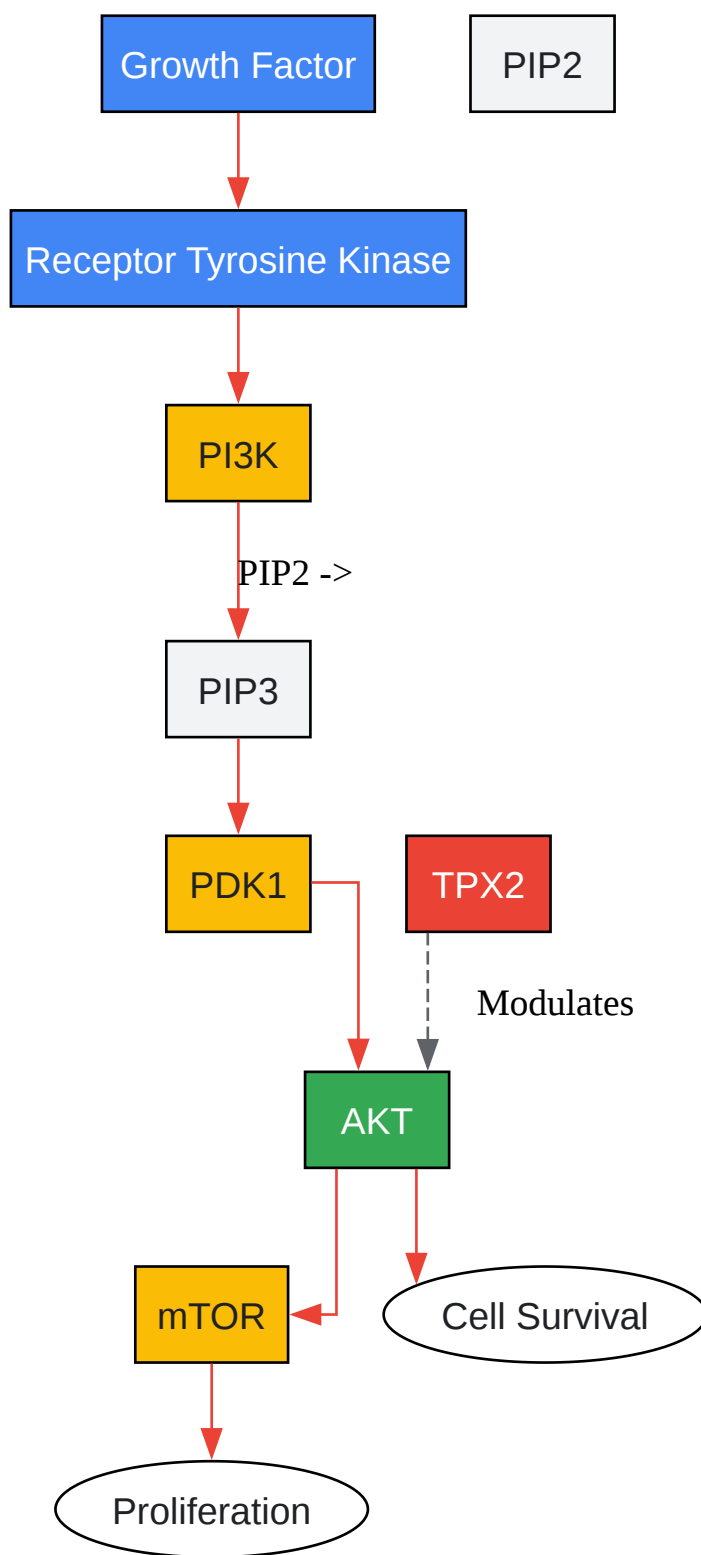 Growth Factor
PIP2
Receptor Tyrosine Kinase
PI3K
PIP2 ->
PIP3
PDK1
TPX2
Modulates
AKT
mTOR
Cell Survival
Proliferation